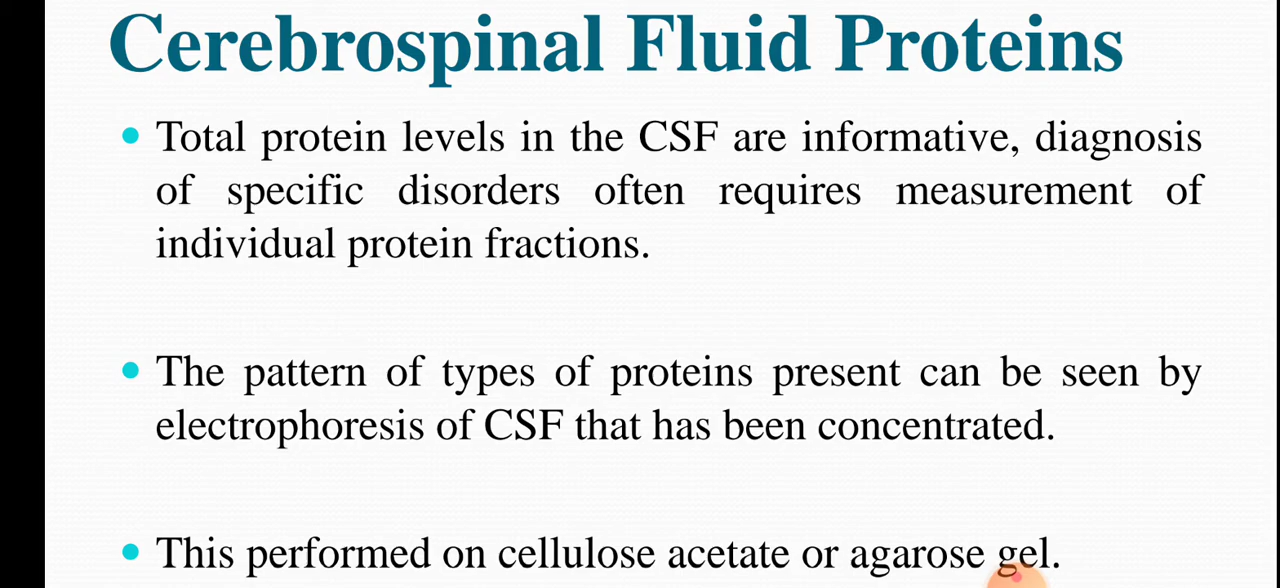 Cerebrospinal Fluid Proteins
Total protein levels in the CSF are informative, diagnosis
of specific disorders often requires measurement of
individual protein fractions.
The pattern of types of proteins present can be seen by
electrophoresis of CSF that has been concentrated.
This performed on cellulose acetate or agarose gel.